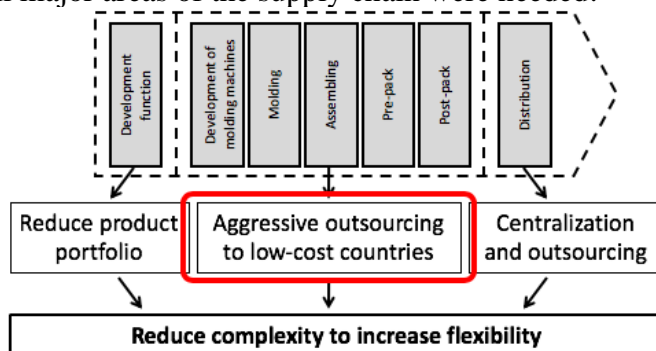 major areas of the supply chain were needed.
Development
function
Development of
molding machines
Molding
Assembling
Pre-pack
Post-pack
Distribution
Reduce product
portfolio
Aggressive outsourcing
to low-cost countries
Centralization
and outsourcing
Reduce complexity to increase flexibility